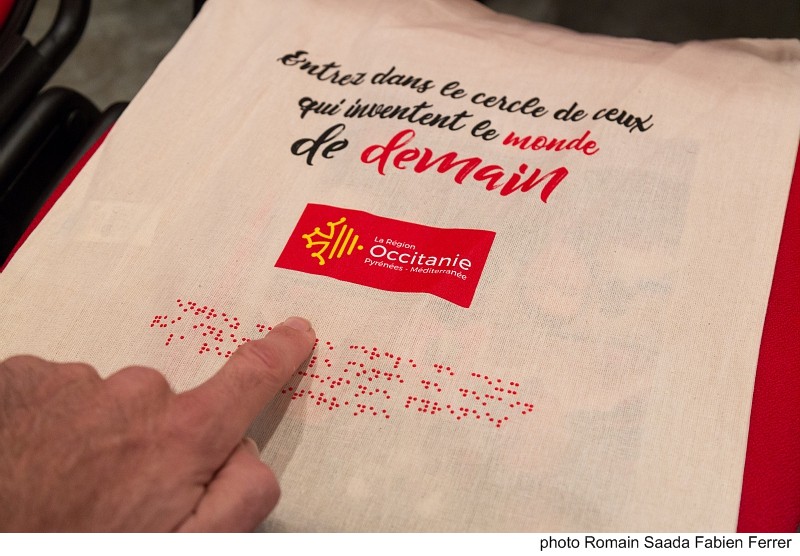 Entrez dans le cercle de ceux
qui inventent le monde
de demain
La Région
Occitanie
Pyrénées - Méditerranée
photo Romain Saada Fabien Ferrer